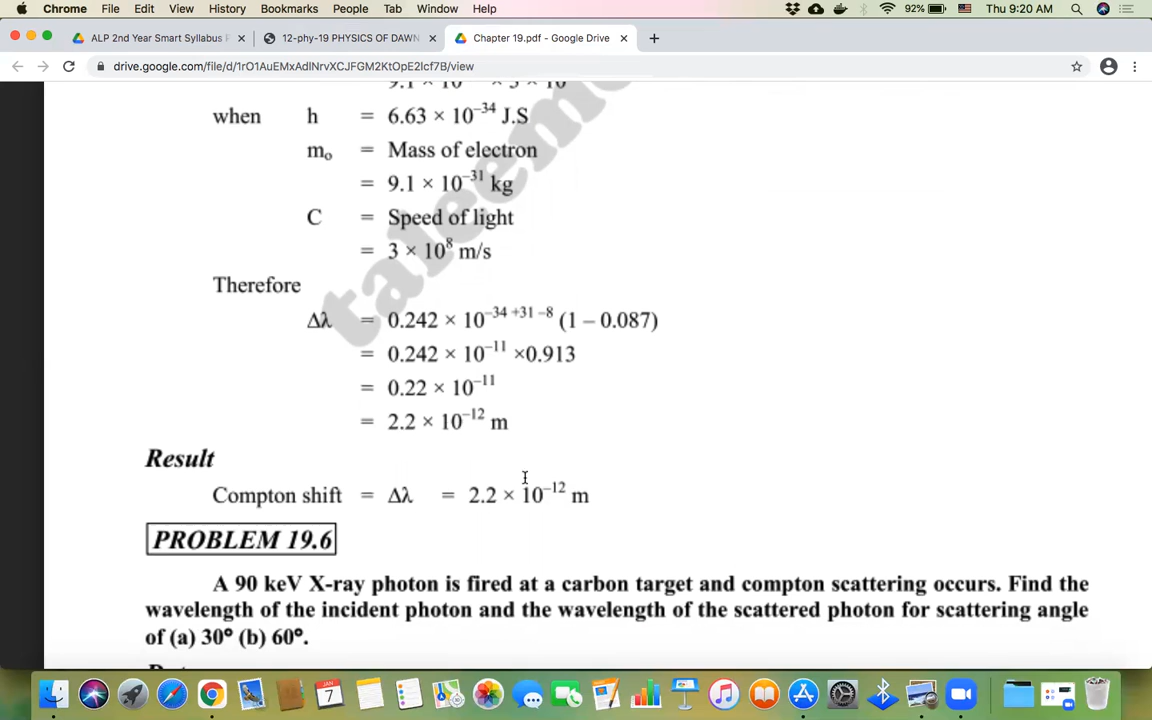 Chrome File Edit View History Bookmarks People Tab Window Help 92% Thu 9:20 AM
ALP 2nd Year Smart Syllabus F × 12-phy-19 PHYSICS OF DAWN × Chapter 19.pdf - Google Drive × +
drive.google.com/file/d/1rO1AuEMxAdlNrvXCJFGM2KtOpE2Icf7B/view
when h = 6.63 × 10⁻³⁴ J.S
mₒ = Mass of electron
= 9.1 × 10⁻³¹ kg
C = Speed of light
= 3 × 10⁸ m/s
Therefore
Δλ = 0.242 × 10⁻³⁴ ⁺³¹ ⁻⁸ (1 – 0.087)
= 0.242 × 10⁻¹¹ ×0.913
= 0.22 × 10⁻¹¹
= 2.2 × 10⁻¹² m
Result
Compton shift = Δλ = 2.2 × 10⁻¹² m
PROBLEM 19.6
A 90 keV X-ray photon is fired at a carbon target and compton scattering occurs. Find the
wavelength of the incident photon and the wavelength of the scattered photon for scattering angle
of (a) 30° (b) 60°.
JAN
7